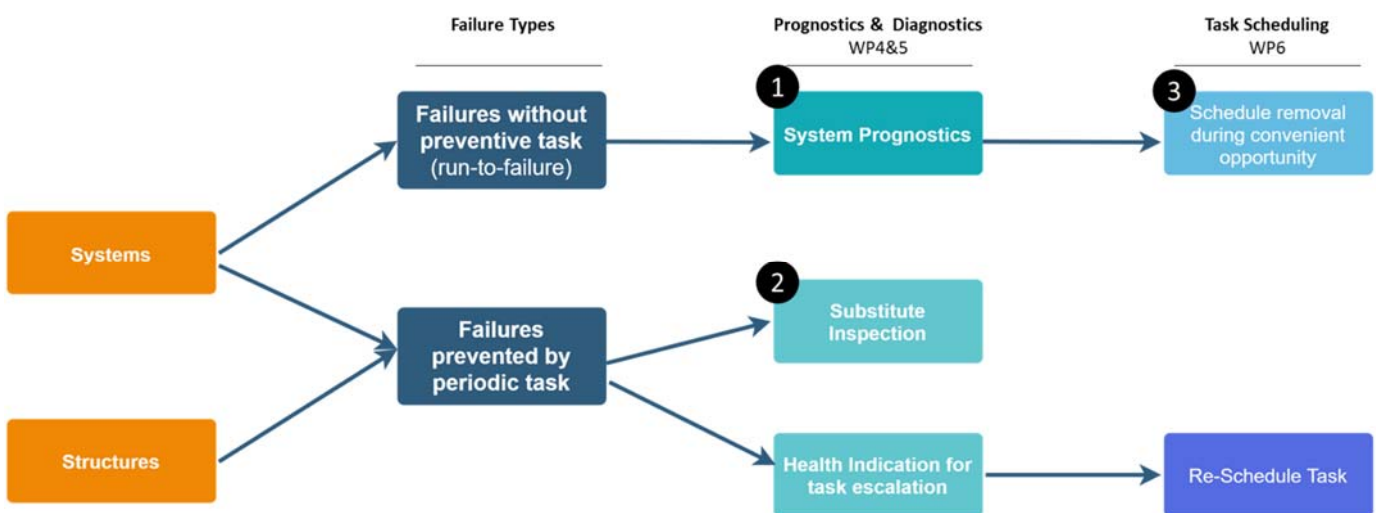 Failure Types
Prognostics & Diagnostics
WP4&5
Task Scheduling
WP6
1
3
Failures without
preventive task
(run-to-failure)
System Prognostics
Schedule removal
during convenient
opportunity
Systems
2
Failures
prevented by
periodic task
Substitute
Inspection
Structures
Health Indication for
task escalation
Re-Schedule Task